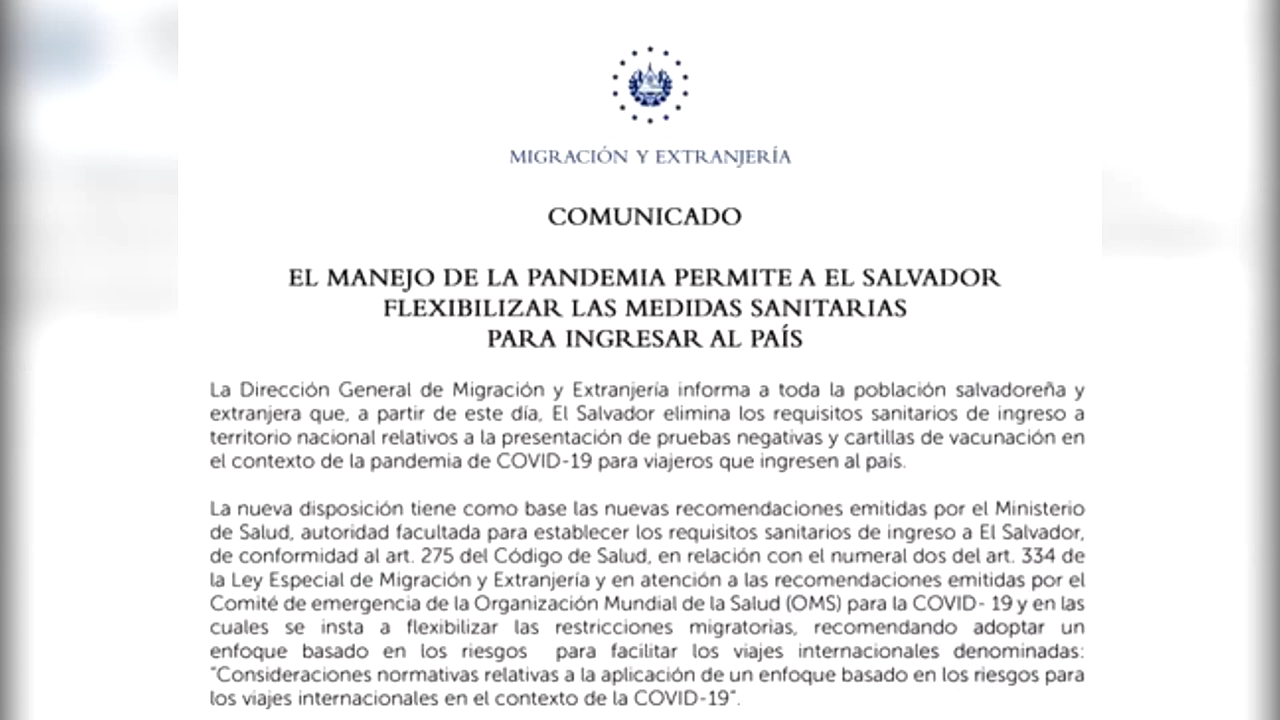 MIGRACIÓN Y EXTRANJERÍA
COMUNICADO
EL MANEJO DE LA PANDEMIA PERMITE A EL SALVADOR
FLEXIBILIZAR LAS MEDIDAS SANITARIAS
PARA INGRESAR AL PAÍS
La Dirección General de Migración y Extranjería informa a toda la población salvadoreña y
extranjera que, a partir de este día, El Salvador elimina los requisitos sanitarios de ingreso a
territorio nacional relativos a la presentación de pruebas negativas y cartillas de vacunación en
el contexto de la pandemia de COVID-19 para viajeros que ingresen al país.
La nueva disposición tiene como base las nuevas recomendaciones emitidas por el Ministerio
de Salud, autoridad facultada para establecer los requisitos sanitarios de ingreso a El Salvador,
de conformidad al art. 275 del Código de Salud, en relación con el numeral dos del art. 334 de
la Ley Especial de Migración y Extranjería y en atención a las recomendaciones emitidas por el
Comité de emergencia de la Organización Mundial de la Salud (OMS) para la COVID- 19 y en las
cuales se insta a flexibilizar las restricciones migratorias, recomendando adoptar un
enfoque basado en los riesgos para facilitar los viajes internacionales denominadas:
"Consideraciones normativas relativas a la aplicación de un enfoque basado en los riesgos para
los viajes internacionales en el contexto de la COVID-19".